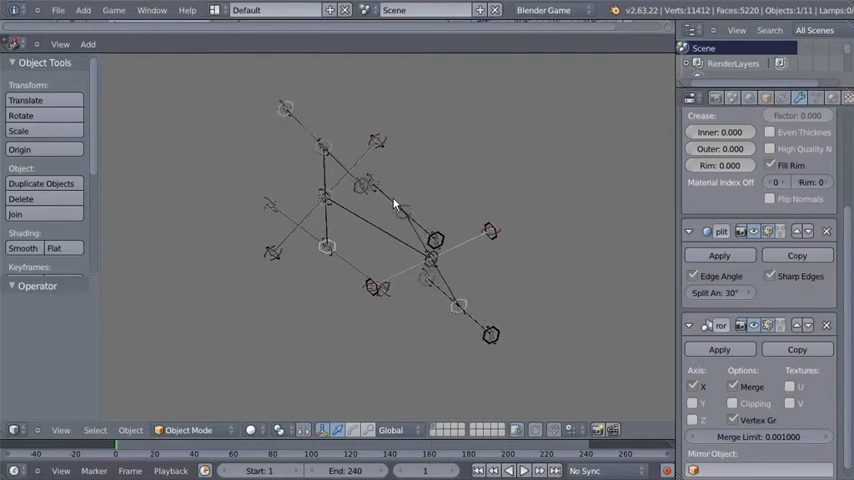 File Add Game Window Help Default Scene Blender Game v2.63.22 | Verts:11412 | Faces:5220 | Objects:1/11 | Lamps:0/
View Add
View Search All Scenes
Object Tools
Scene
RenderLayers
Transform:
Translate
Rotate
Scale
Origin
Object:
Duplicate Objects
Delete
Join
Shading:
Smooth Flat
Keyframes:
Operator
Crease: Factor: 0.000
Inner: 0.000 Even Thicknes
Outer: 0.000 High Quality N
Rim: 0.000 Fill Rim
Material Index Off 0 Rim: 0
Flip Normals
plit
Apply Copy
Edge Angle Sharp Edges
Split An: 30°
ror
Apply Copy
Axis: Options: Textures:
X Merge U
Y Clipping V
Z Vertex Gr
Merge Limit: 0.001000
Mirror Object:
View Select Object Object Mode Global
-40 -20 0 20 40 60 80 100 120 140 160 180 200 220 240 260
View Marker Frame Playback Start: 1 End: 240 1 No Sync